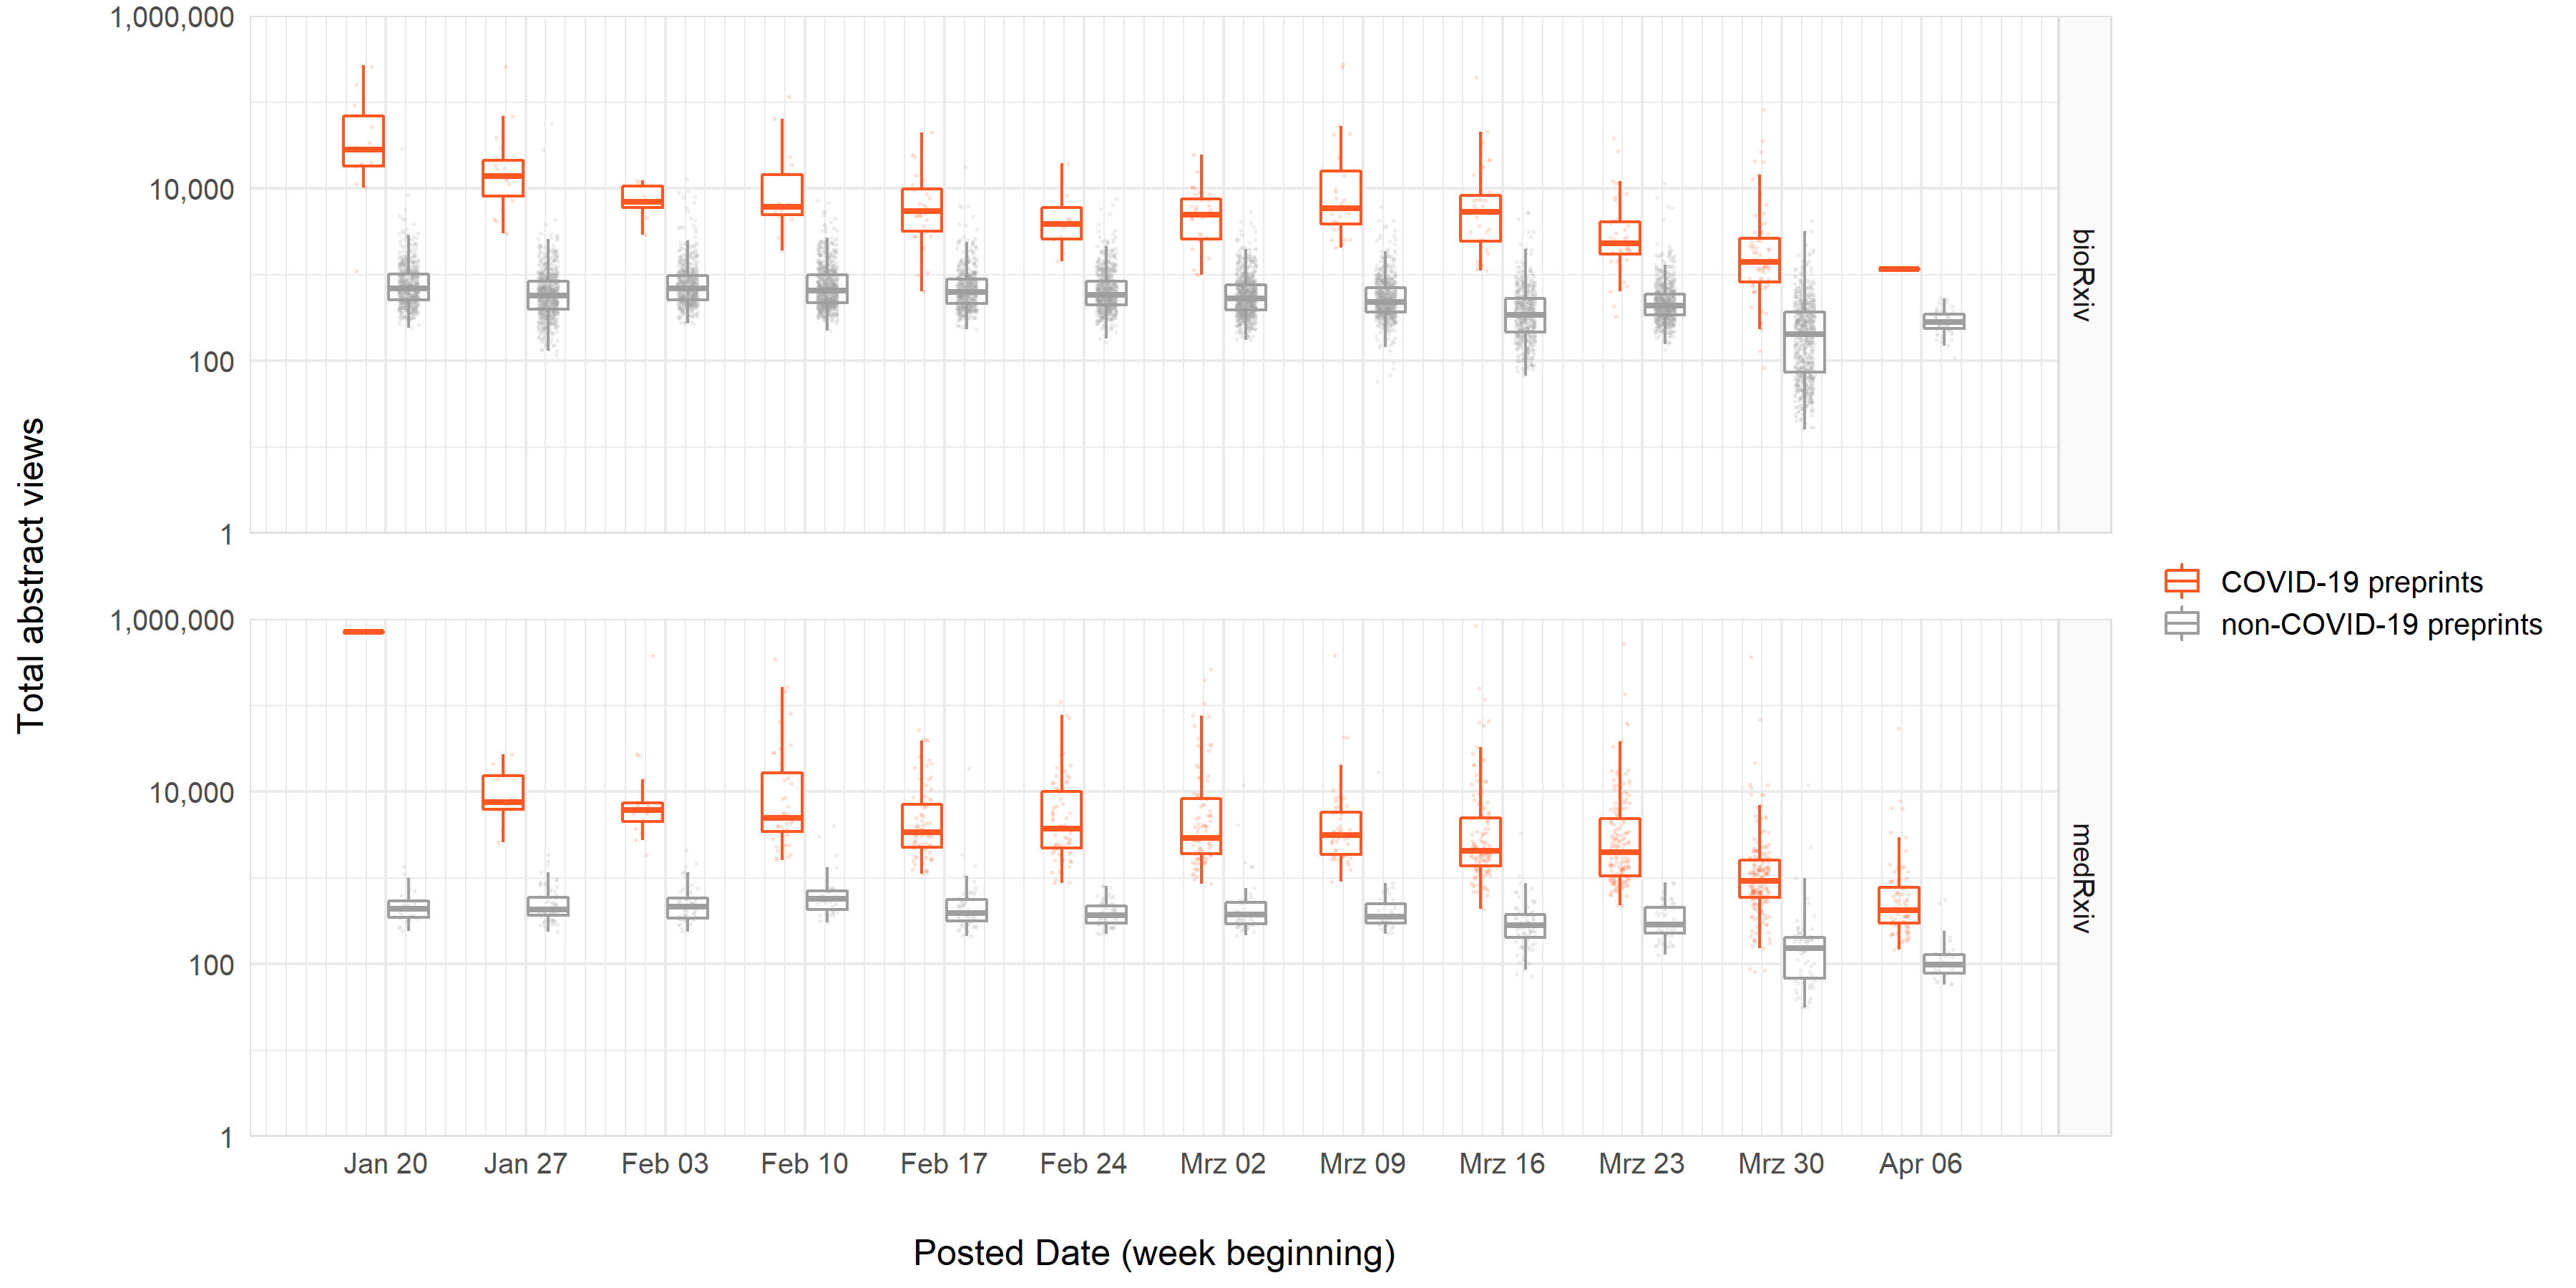 1,000,000
10,000
100
1
bioRxiv
Total abstract views
COVID-19 preprints
non-COVID-19 preprints
1,000,000
10,000
100
1
medRxiv
Jan 20 Jan 27 Feb 03 Feb 10 Feb 17 Feb 24 Mrz 02 Mrz 09 Mrz 16 Mrz 23 Mrz 30 Apr 06
Posted Date (week beginning)